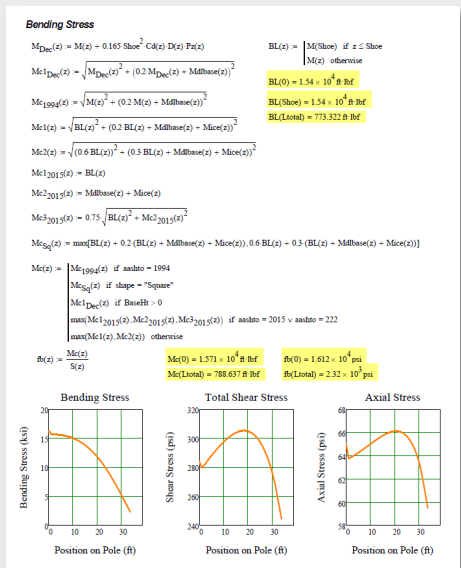 Bending Stress
M_Dec(z) := M(z) + 0.165·Shoe²·Cd(z)·D(z)·Pz(z)
BL(z) := | M(Shoe) if z ≤ Shoe
M(z) otherwise
Mc1_Dec(z) := √(M_Dec(z)² + (0.2·M_Dec(z) + Mdlbase(z))²)
BL(0) = 1.54 × 10⁴ ft·lbf
Mc_1994(z) := √(M(z)² + (0.2·M(z) + Mdlbase(z))²)
BL(Shoe) = 1.54 × 10⁴ ft·lbf
BL(Ltotal) = 773.322 ft·lbf
Mc1(z) := √(BL(z)² + (0.2·BL(z) + Mdlbase(z) + Mice(z))²)
Mc2(z) := √((0.6·BL(z))² + (0.3·BL(z) + Mdlbase(z) + Mice(z))²)
Mc1_2015(z) := BL(z)
Mc2_2015(z) := Mdlbase(z) + Mice(z)
Mc3_2015(z) := 0.75·√(BL(z)² + Mc2_2015(z)²)
Mc_Sq(z) := max[BL(z) + 0.2·(BL(z) + Mdlbase(z) + Mice(z)), 0.6·BL(z) + 0.3·(BL(z) + Mdlbase(z) + Mice(z))]
Mc(z) := | Mc_1994(z) if aashto = 1994
Mc_Sq(z) if shape = "Square"
Mc1_Dec(z) if BaseHt > 0
max(Mc1_2015(z), Mc2_2015(z), Mc3_2015(z)) if aashto = 2015 ∨ aashto = 222
max(Mc1(z), Mc2(z)) otherwise
fb(z) := Mc(z)/S(z)
Mc(0) = 1.571 × 10⁴ ft·lbf
fb(0) = 1.612 × 10⁴ psi
Mc(Ltotal) = 788.637 ft·lbf
fb(Ltotal) = 2.32 × 10³ psi
Bending Stress
Bending Stress (ksi)
20
15
10
5
0
0 10 20 30
Position on Pole (ft)
Total Shear Stress
Shear Stress (psi)
320
300
280
260
240
0 10 20 30
Position on Pole (ft)
Axial Stress
Axial Stress (psi)
68
66
64
62
60
58
0 10 20 30
Position on Pole (ft)